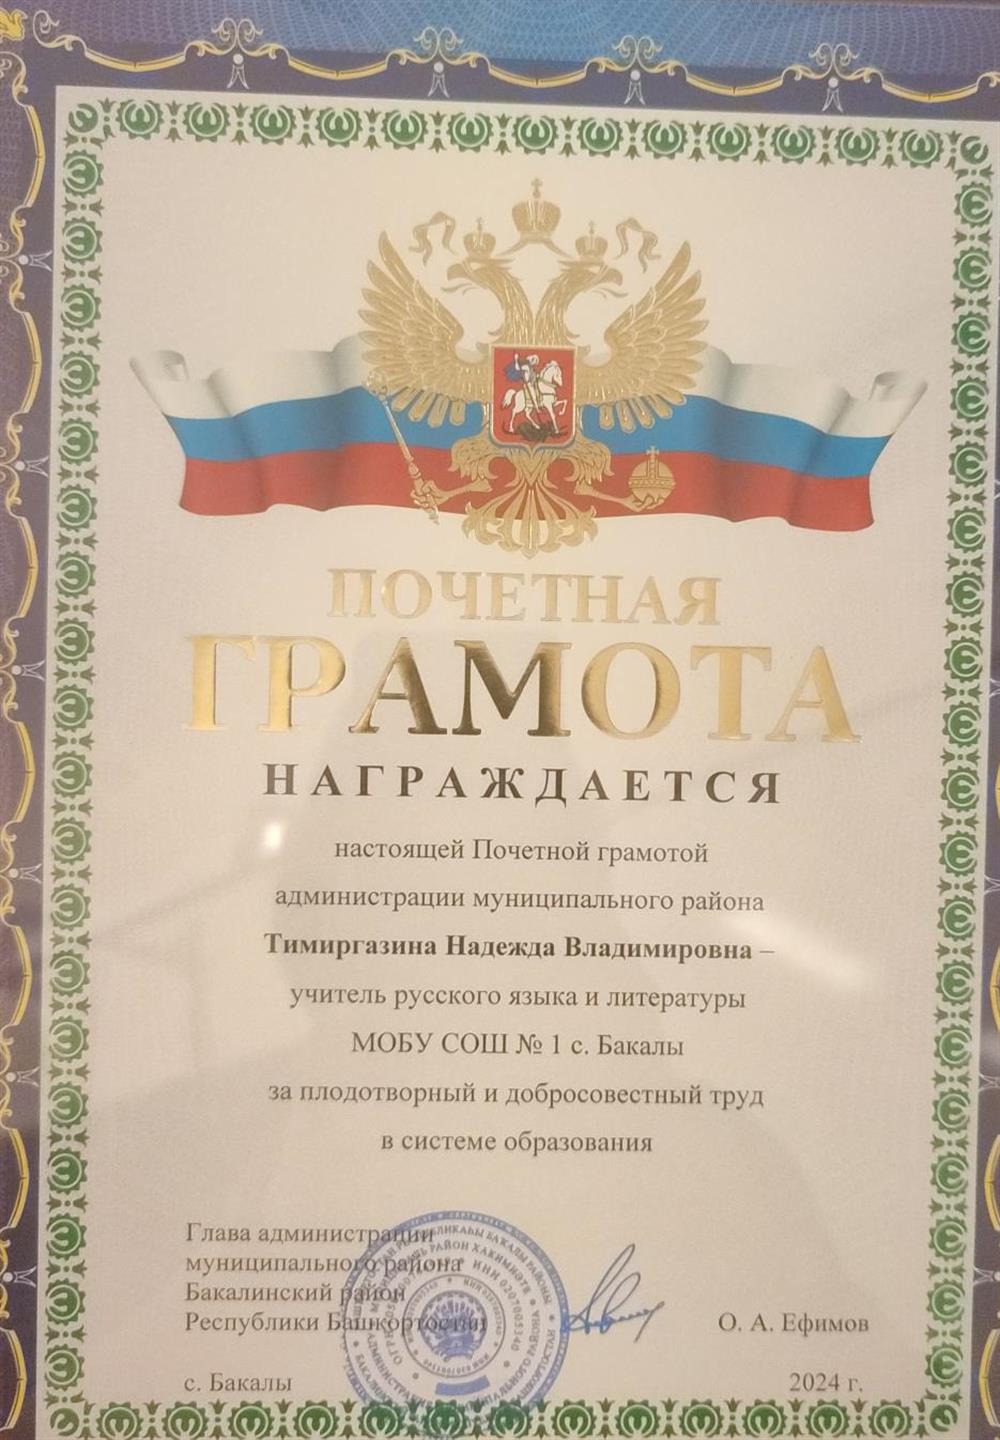 ПОЧЕТНАЯ
ГРАМОТА
НАГРАЖДАЕТСЯ
настоящей Почетной грамотой
администрации муниципального района
Тимиргазина Надежда Владимировна –
учитель русского языка и литературы
МОБУ СОШ № 1 с. Бакалы
за плодотворный и добросовестный труд
в системе образования
Глава администрации
муниципального района
Бакалинский район
Республики Башкортостан
О. А. Ефимов
с. Бакалы
2024 г.